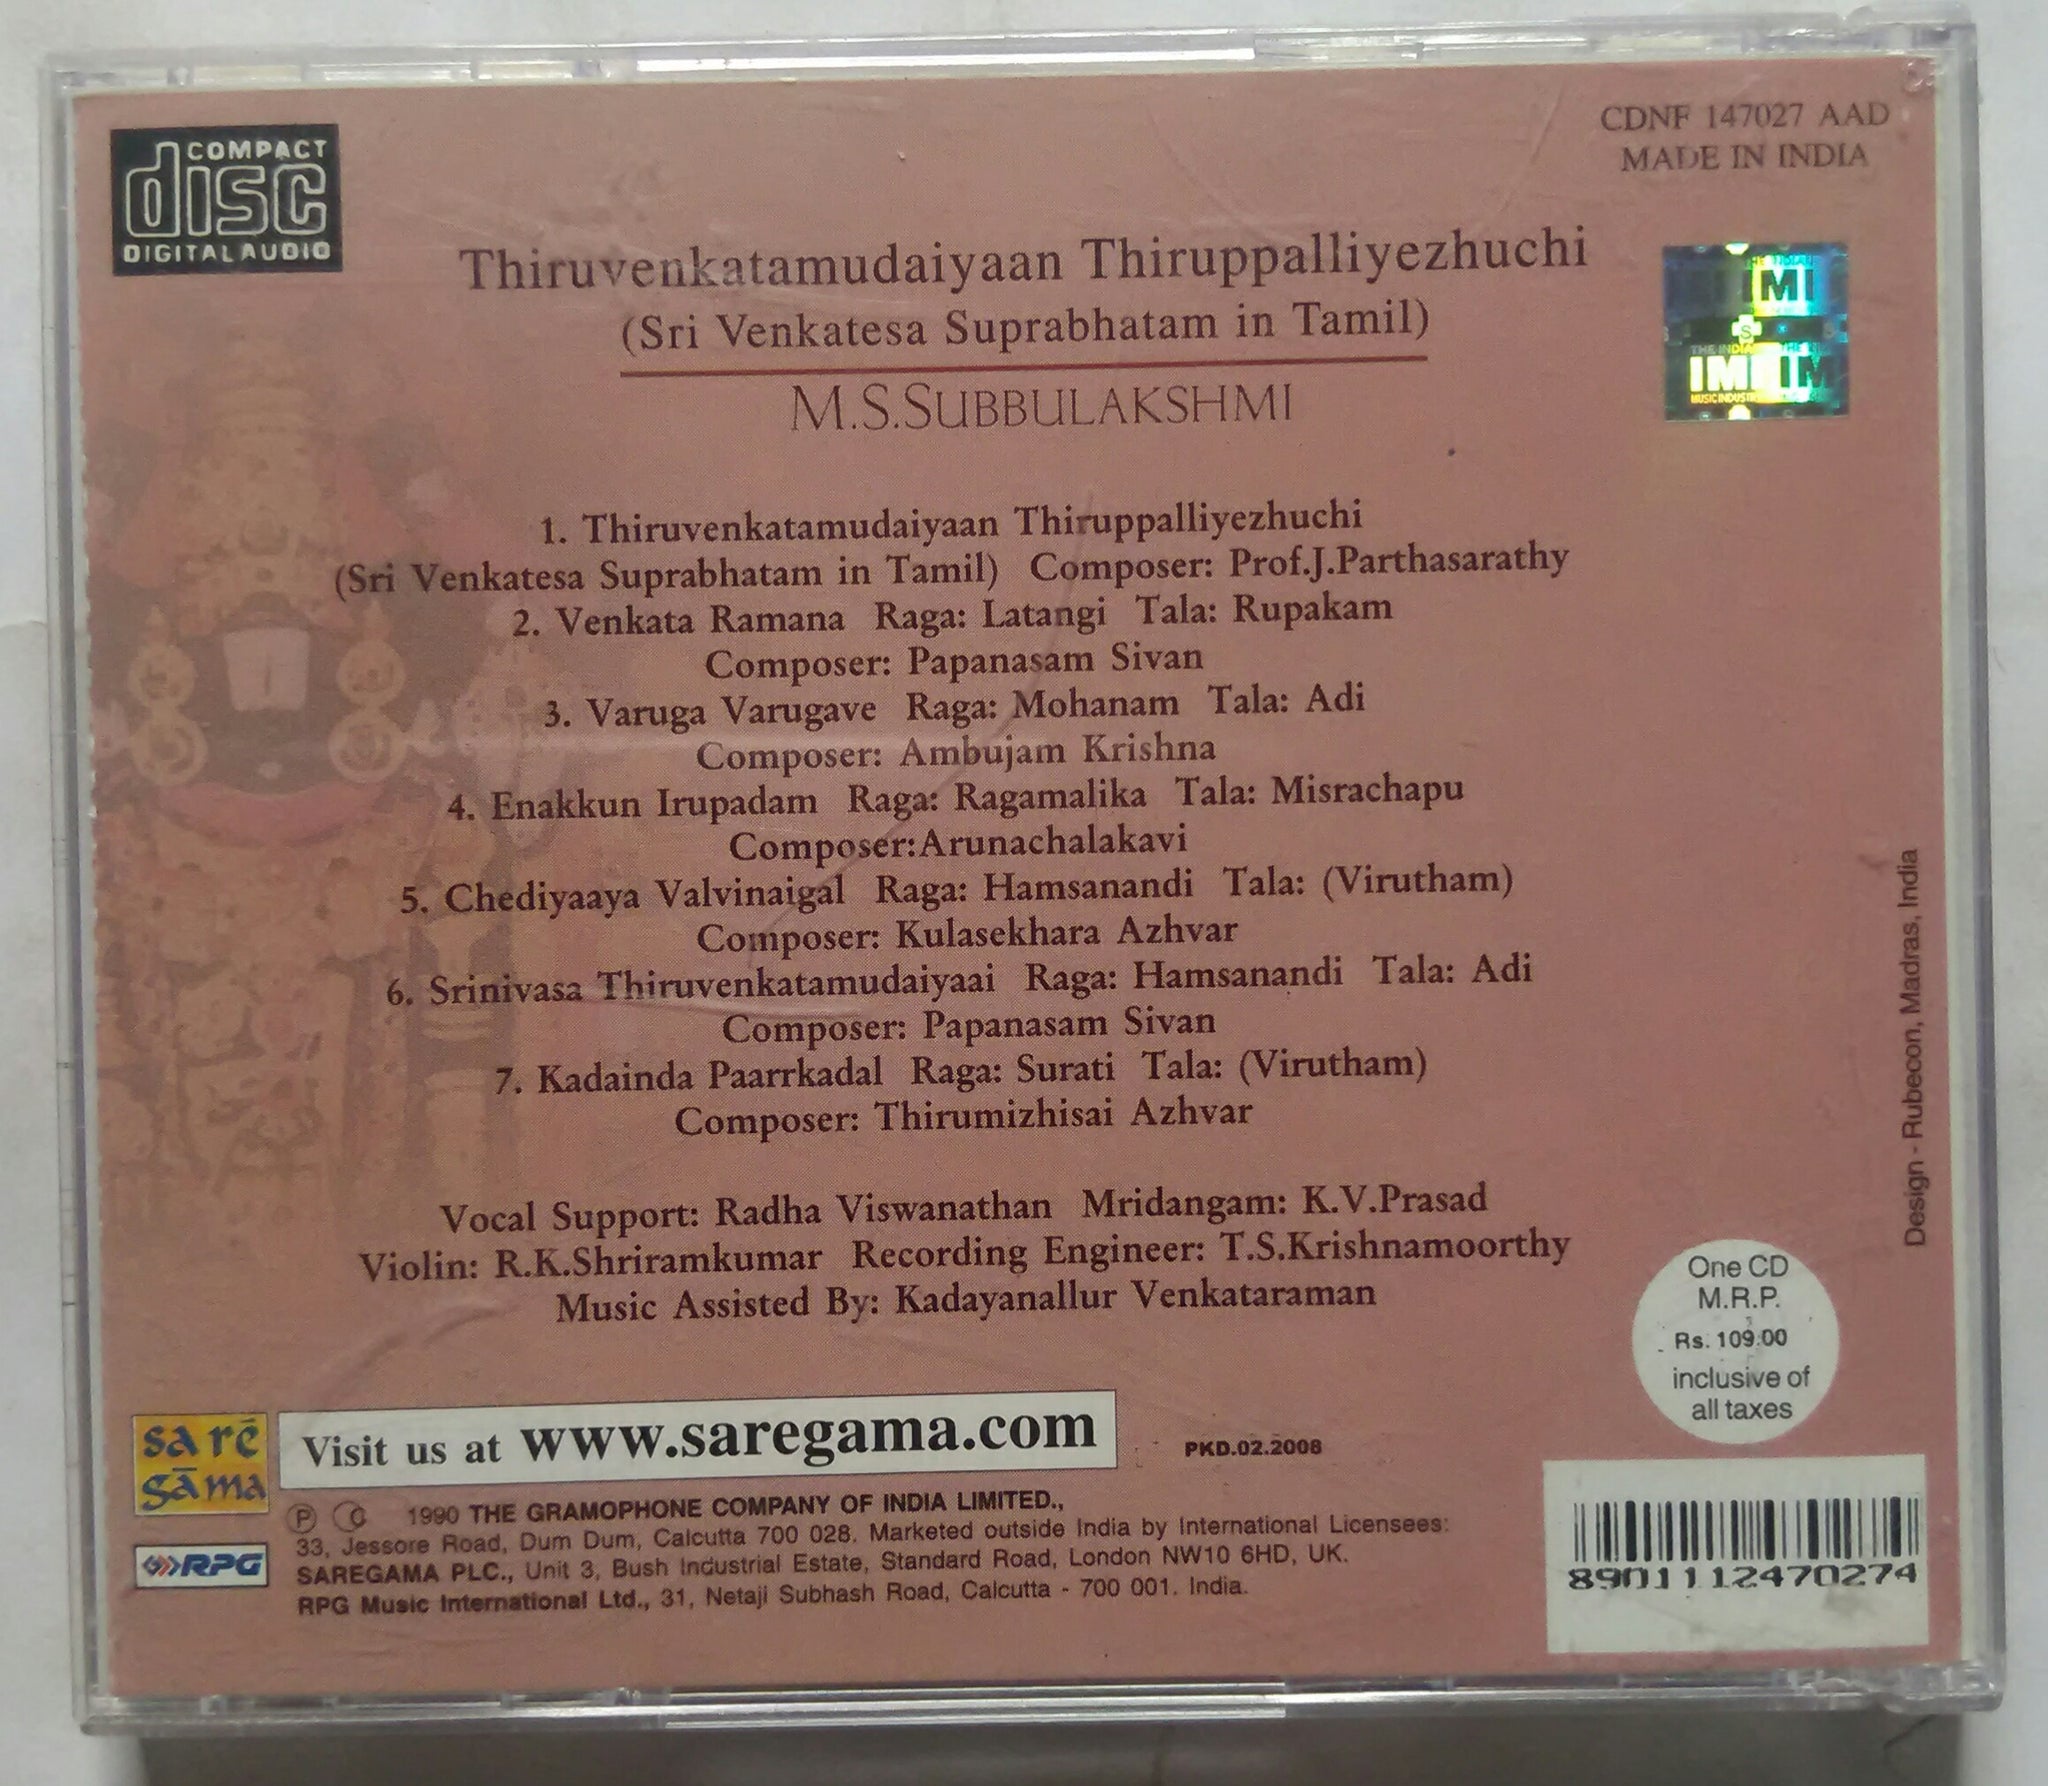 COMPACT
disc
DIGITAL AUDIO
CDNF 147027 AAD
MADE IN INDIA
Thiruvenkatamudaiyaan Thiruppalliyezhuchi
(Sri Venkatesa Suprabhatam in Tamil)
M.S.SUBBULAKSHMI
1. Thiruvenkatamudaiyaan Thiruppalliyezhuchi
(Sri Venkatesa Suprabhatam in Tamil) Composer: Prof.J.Parthasarathy
2. Venkata Ramana Raga: Latangi Tala: Rupakam
Composer: Papanasam Sivan
3. Varuga Varugave Raga: Mohanam Tala: Adi
Composer: Ambujam Krishna
4. Enakkun Irupadam Raga: Ragamalika Tala: Misrachapu
Composer:Arunachalakavi
5. Chediyaaya Valvinaigal Raga: Hamsanandi Tala: (Virutham)
Composer: Kulasekhara Azhvar
6. Srinivasa Thiruvenkatamudaiyaai Raga: Hamsanandi Tala: Adi
Composer: Papanasam Sivan
7. Kadainda Paarrkadal Raga: Surati Tala: (Virutham)
Composer: Thirumizhisai Azhvar
Vocal Support: Radha Viswanathan Mridangam: K.V.Prasad
Violin: R.K.Shriramkumar Recording Engineer: T.S.Krishnamoorthy
Music Assisted By: Kadayanallur Venkataraman
Design - Rubecon, Madras, India
One CD
M.R.P.
Rs. 109.00
inclusive of
all taxes
sa rē
gāma
Visit us at www.saregama.com
PKD.02.2008
RPG
Ⓟ Ⓒ 1990 THE GRAMOPHONE COMPANY OF INDIA LIMITED.,
33, Jessore Road, Dum Dum, Calcutta 700 028. Marketed outside India by International Licensees:
SAREGAMA PLC., Unit 3, Bush Industrial Estate, Standard Road, London NW10 6HD, UK.
RPG Music International Ltd., 31, Netaji Subhash Road, Calcutta - 700 001. India.
8901112470274